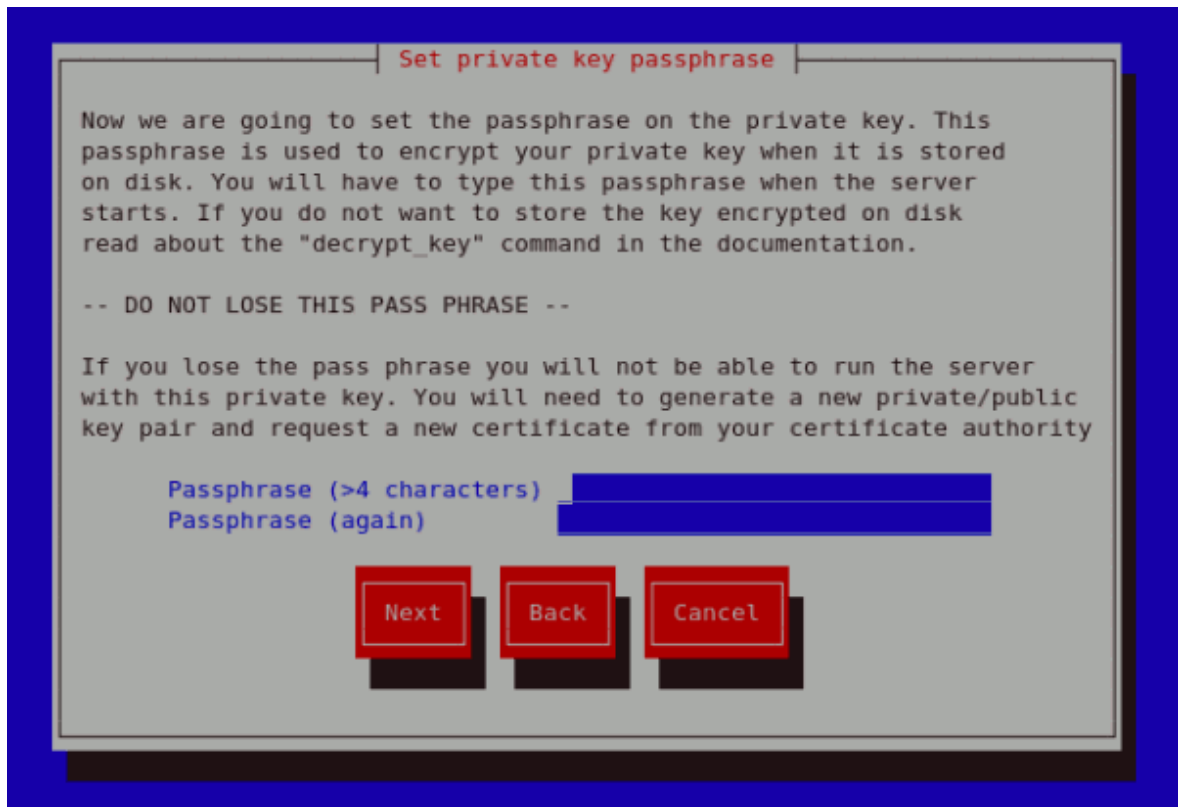 Set private key passphrase
Now we are going to set the passphrase on the private key. This
passphrase is used to encrypt your private key when it is stored
on disk. You will have to type this passphrase when the server
starts. If you do not want to store the key encrypted on disk
read about the "decrypt_key" command in the documentation.
-- DO NOT LOSE THIS PASS PHRASE --
If you lose the pass phrase you will not be able to run the server
with this private key. You will need to generate a new private/public
key pair and request a new certificate from your certificate authority
Passphrase (>4 characters)
Passphrase (again)
Next Back Cancel